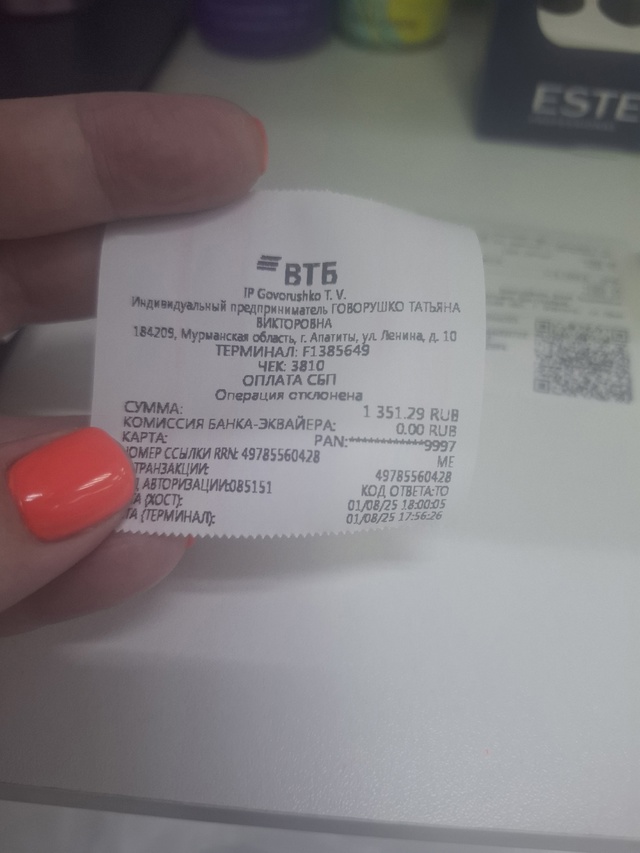 ESTE
ВТБ
IP Govorushko T. V.
Индивидуальный предприниматель ГОВОРУШКО ТАТЬЯНА
ВИКТОРОВНА
184209, Мурманская область, г. Апатиты, ул. Ленина, д. 10
ТЕРМИНАЛ: F1385649
ЧЕК: 3810
ОПЛАТА СБП
Операция отклонена
СУММА: 1 351.29 RUB
КОМИССИЯ БАНКА-ЭКВАЙЕРА: 0.00 RUB
КАРТА: PAN:************9997
ME
НОМЕР ССЫЛКИ RRN: 49785560428
ТРАНЗАКЦИИ: 49785560428
АВТОРИЗАЦИИ:085151 КОД ОТВЕТА:TO
ТА (ХОСТ): 01/08/25 18:00:05
ТА (ТЕРМИНАЛ): 01/08/25 17:56:26